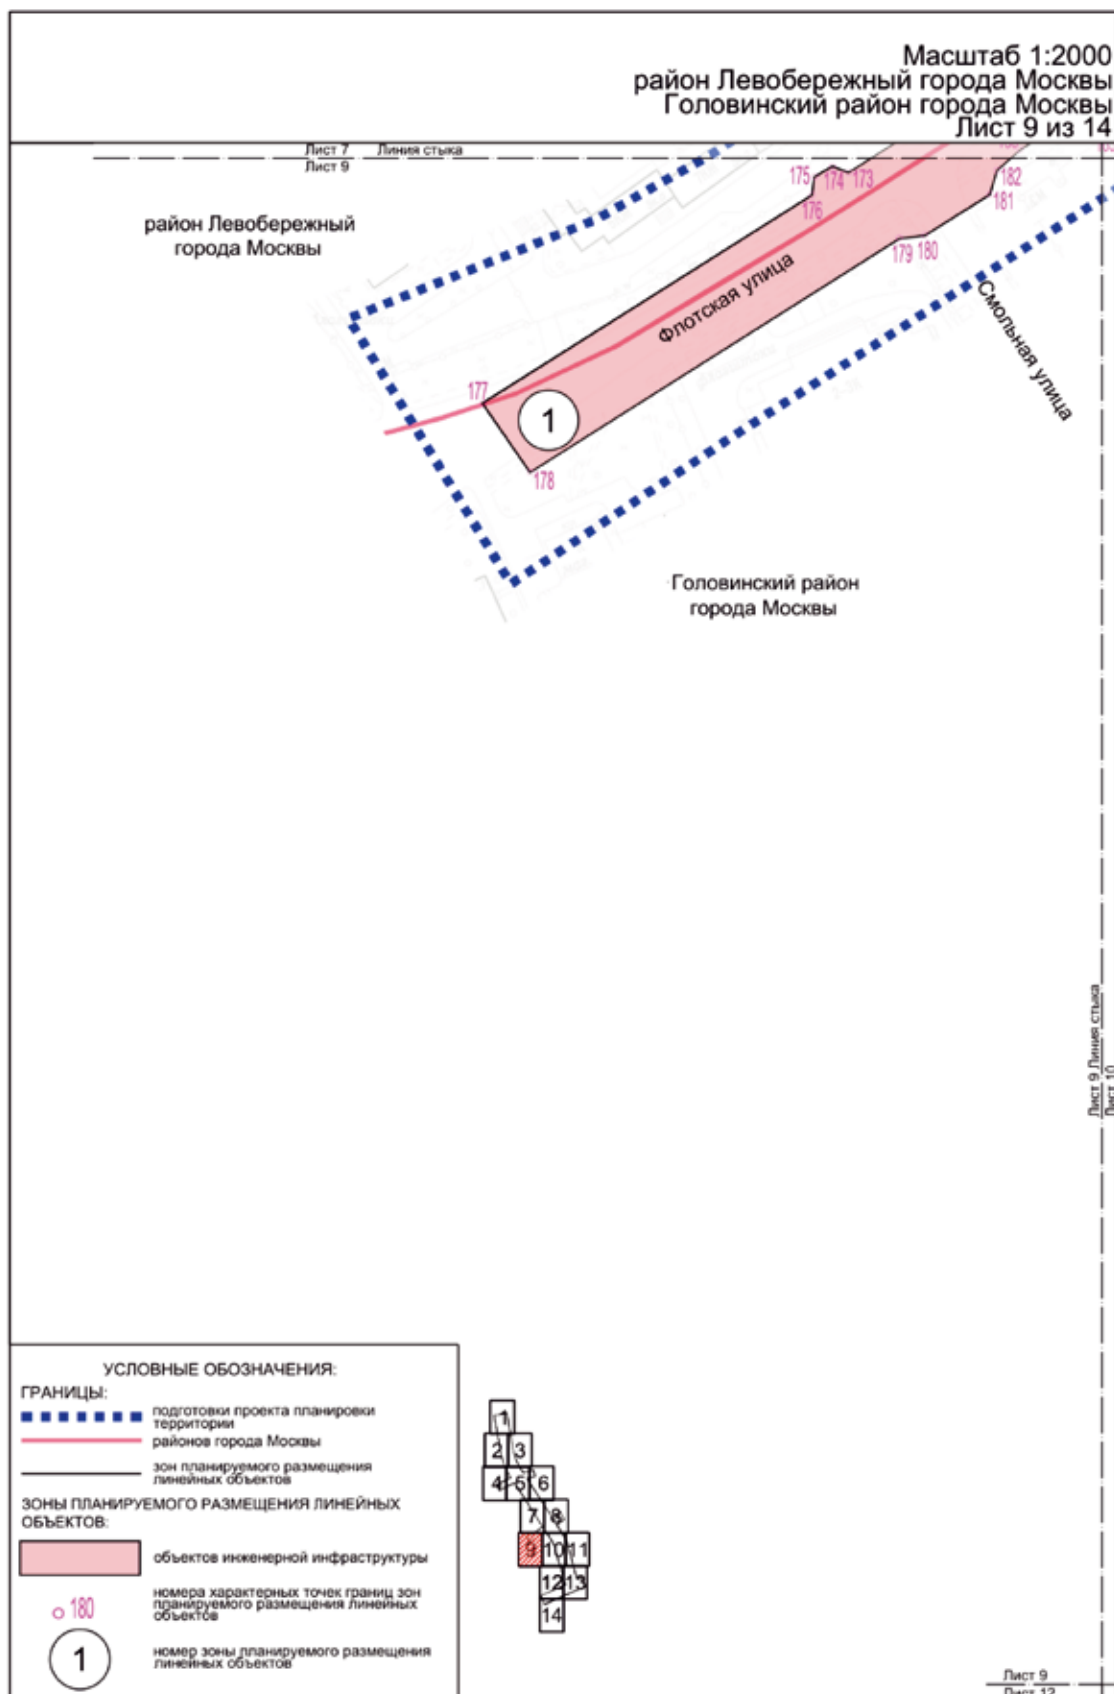 Масштаб 1:2000
район Левобережный города Москвы
Головинский район города Москвы
Лист 9 из 14
Лист 7 Линия стыка
Лист 9
район Левобережный
города Москвы
175
174
173
176
182
181
179
180
Флотская улица
Смольная улица
177
1
178
Головинский район
города Москвы
Лист 9 Линия стыка
Лист 10
УСЛОВНЫЕ ОБОЗНАЧЕНИЯ:
ГРАНИЦЫ:
подготовки проекта планировки
территории
районов города Москвы
зон планируемого размещения
линейных объектов
ЗОНЫ ПЛАНИРУЕМОГО РАЗМЕЩЕНИЯ ЛИНЕЙНЫХ
ОБЪЕКТОВ:
объектов инженерной инфраструктуры
180
номера характерных точек границ зон
планируемого размещения линейных
объектов
1
номер зоны планируемого размещения
линейных объектов
1
2 3
4 5 6
7 8
9 10 11
12 13
14
Лист 9
Лист 12